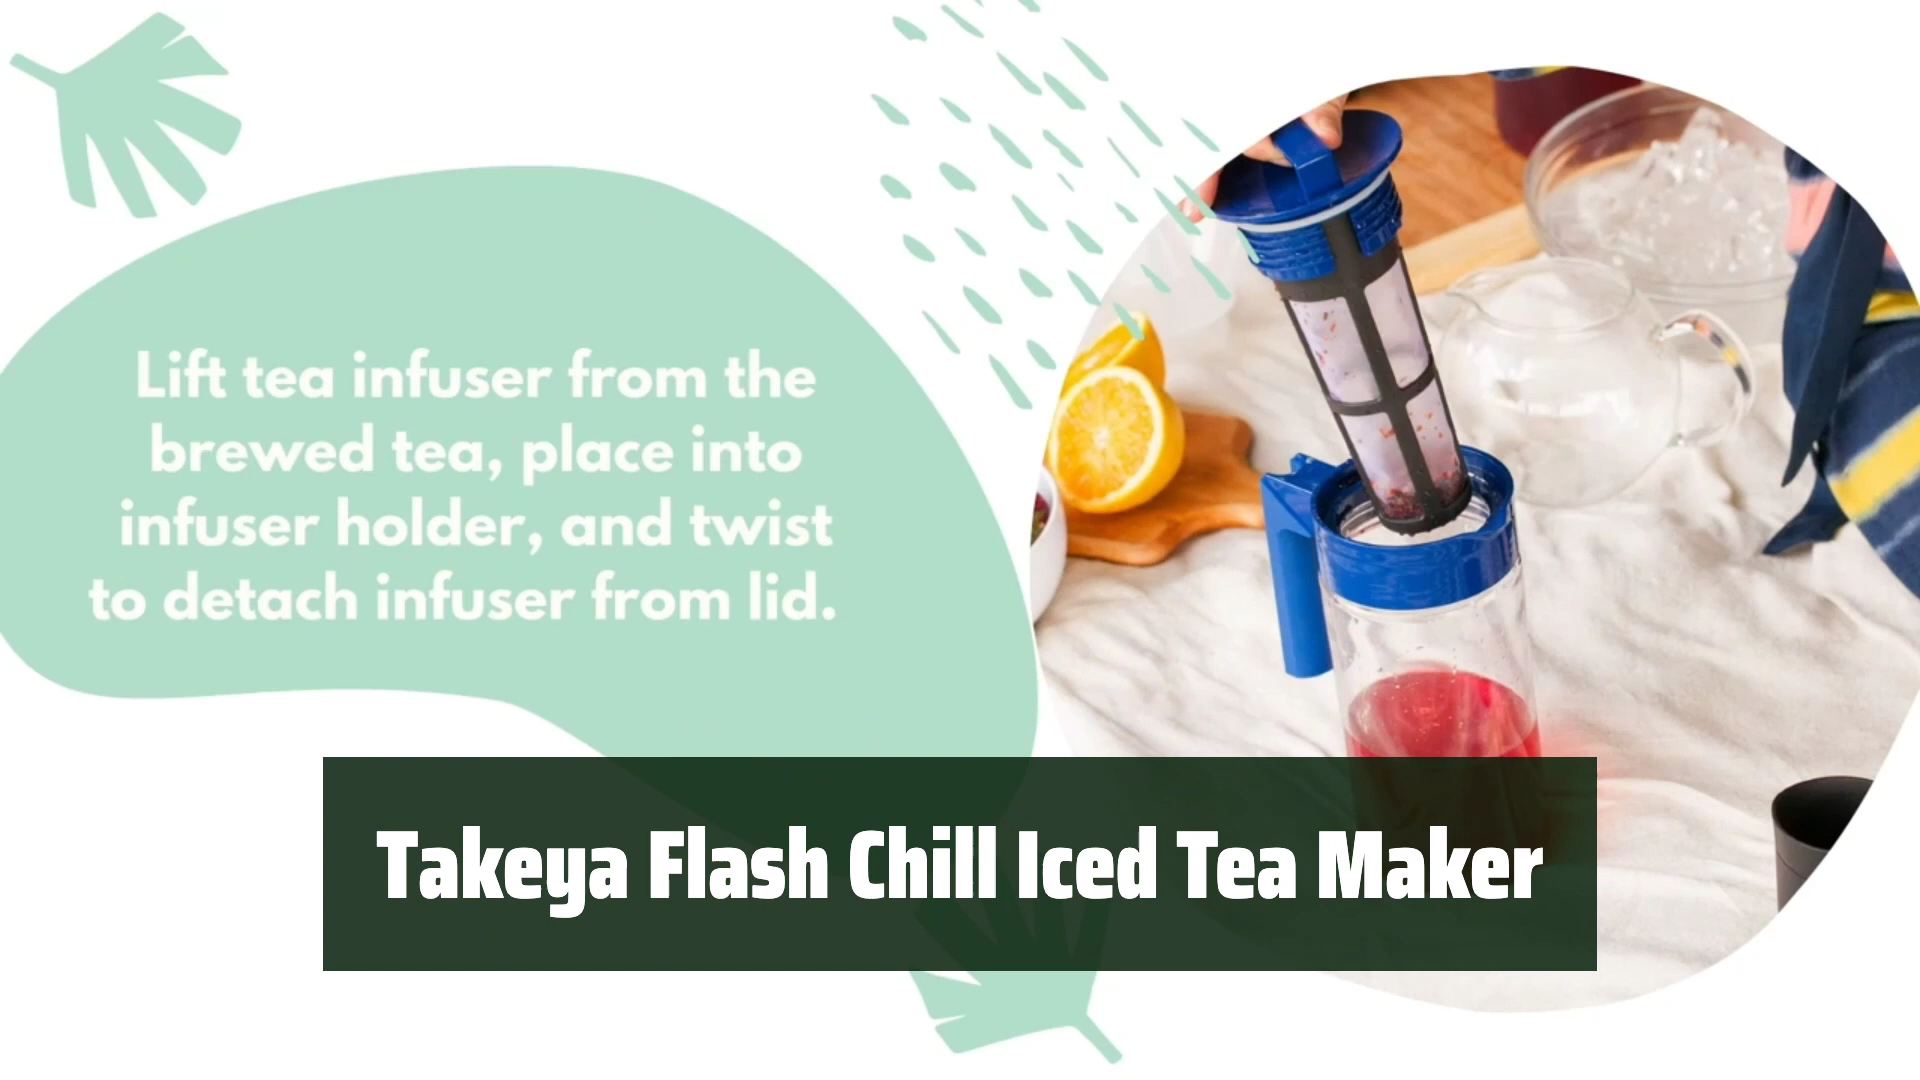 Lift tea infuser from the
brewed tea, place into
infuser holder, and twist
to detach infuser from lid.
Takeya Flash Chill Iced Tea Maker